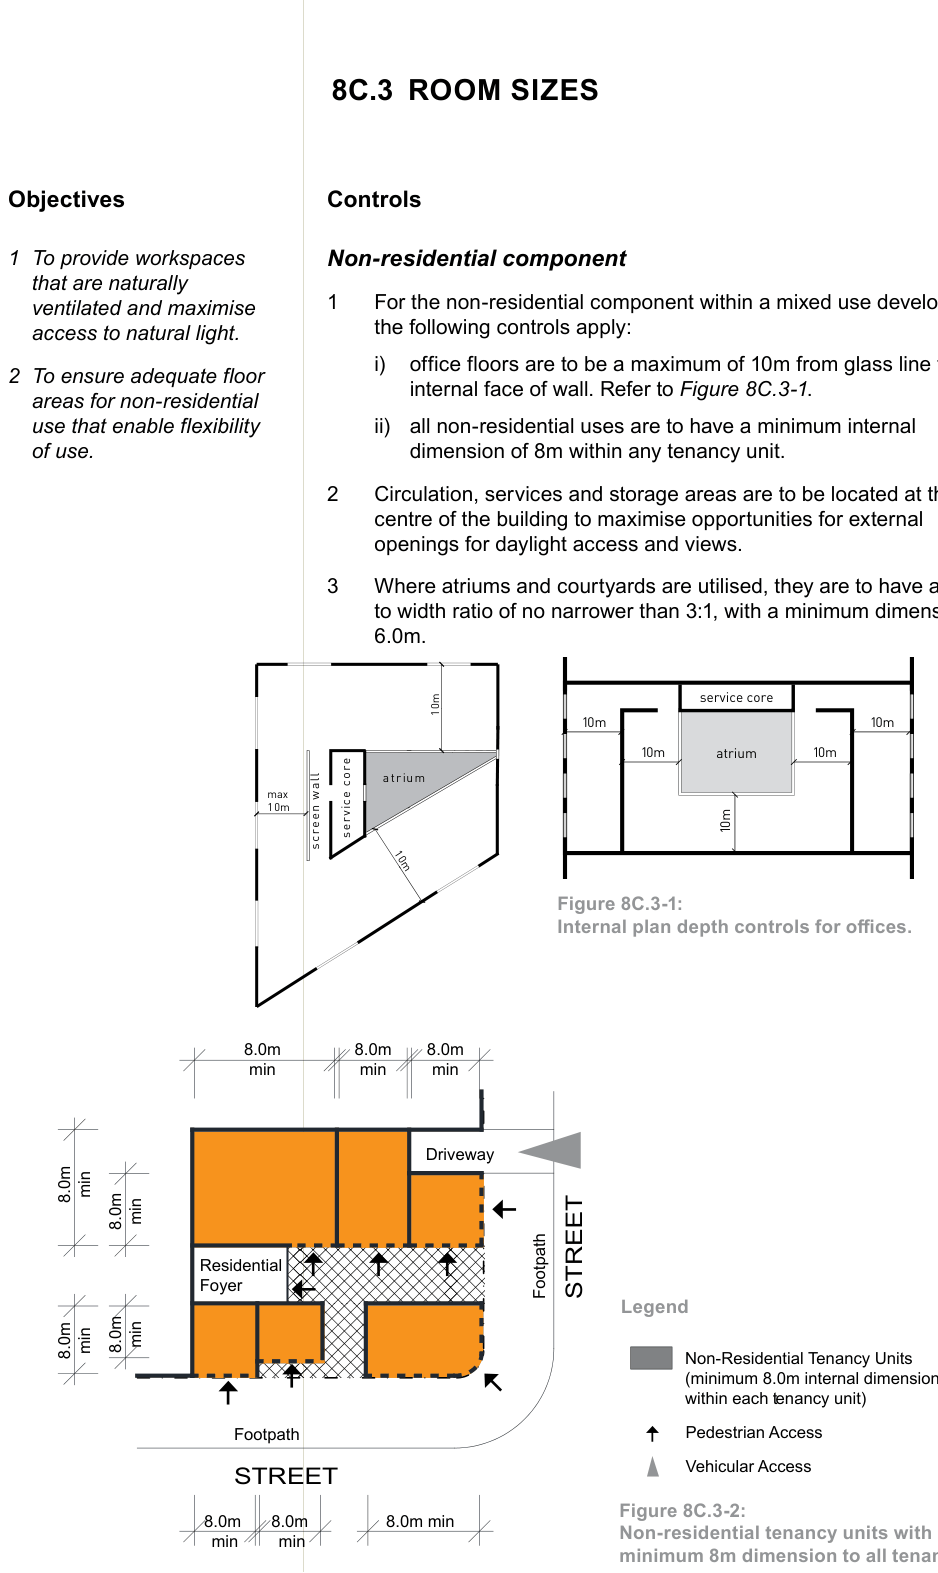 8C.3 ROOM SIZES
Objectives
1 To provide workspaces
that are naturally
ventilated and maximise
access to natural light.
2 To ensure adequate floor
areas for non-residential
use that enable flexibility
of use.
Controls
Non-residential component
1 For the non-residential component within a mixed use develo
the following controls apply:
i) office floors are to be a maximum of 10m from glass line
internal face of wall. Refer to Figure 8C.3-1.
ii) all non-residential uses are to have a minimum internal
dimension of 8m within any tenancy unit.
2 Circulation, services and storage areas are to be located at th
centre of the building to maximise opportunities for external
openings for daylight access and views.
3 Where atriums and courtyards are utilised, they are to have a
to width ratio of no narrower than 3:1, with a minimum dimens
6.0m.
10m
max
10m
screen wall
service core
atrium
10m
service core
10m
10m
10m
atrium
10m
10m
Figure 8C.3-1:
Internal plan depth controls for offices.
8.0m
min
8.0m
min
8.0m
min
8.0m
min
8.0m
min
8.0m
min
8.0m
min
Driveway
Residential
Foyer
Footpath
STREET
Footpath
STREET
8.0m
min
8.0m
min
8.0m min
Legend
Non-Residential Tenancy Units
(minimum 8.0m internal dimension
within each tenancy unit)
Pedestrian Access
Vehicular Access
Figure 8C.3-2:
Non-residential tenancy units with
minimum 8m dimension to all tenan